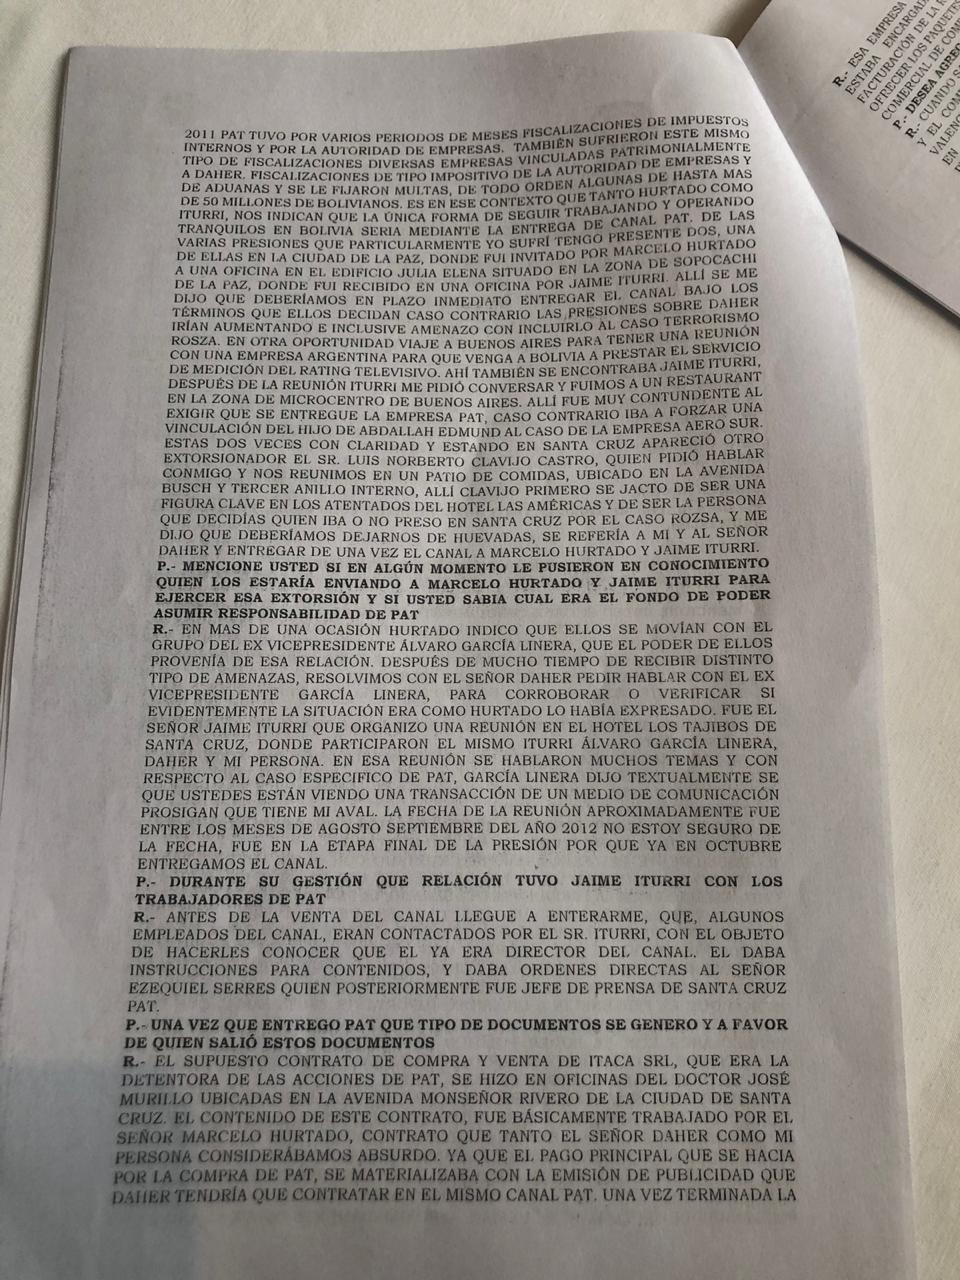 2011 PAT TUVO POR VARIOS PERIODOS DE MESES FISCALIZACIONES DE IMPUESTOS
INTERNOS Y POR LA AUTORIDAD DE EMPRESAS. TAMBIÉN SUFRIERON ESTE MISMO
TIPO DE FISCALIZACIONES DIVERSAS EMPRESAS VINCULADAS PATRIMONIALMENTE
A DAHER. FISCALIZACIONES DE TIPO IMPOSITIVO DE LA AUTORIDAD DE EMPRESAS Y
DE ADUANAS Y SE LE FIJARON MULTAS, DE TODO ORDEN ALGUNAS DE HASTA MAS
DE 50 MILLONES DE BOLIVIANOS. ES EN ESE CONTEXTO QUE TANTO HURTADO COMO
ITURRI, NOS INDICAN QUE LA ÚNICA FORMA DE SEGUIR TRABAJANDO Y OPERANDO
TRANQUILOS EN BOLIVIA SERIA MEDIANTE LA ENTREGA DE CANAL PAT. DE LAS
VARIAS PRESIONES QUE PARTICULARMENTE YO SUFRÍ TENGO PRESENTE DOS, UNA
DE ELLAS EN LA CIUDAD DE LA PAZ, DONDE FUI INVITADO POR MARCELO HURTADO
A UNA OFICINA EN EL EDIFICIO JULIA ELENA SITUADO EN LA ZONA DE SOPOCACHI
DE LA PAZ, DONDE FUI RECIBIDO EN UNA OFICINA POR JAIME ITURRI. ALLÍ SE ME
DIJO QUE DEBERÍAMOS EN PLAZO INMEDIATO ENTREGAR EL CANAL BAJO LOS
TÉRMINOS QUE ELLOS DECIDAN CASO CONTRARIO LAS PRESIONES SOBRE DAHER
IRÍAN AUMENTANDO E INCLUSIVE AMENAZO CON INCLUIRLO AL CASO TERRORISMO
ROSZA. EN OTRA OPORTUNIDAD VIAJE A BUENOS AIRES PARA TENER UNA REUNIÓN
CON UNA EMPRESA ARGENTINA PARA QUE VENGA A BOLIVIA A PRESTAR EL SERVICIO
DE MEDICIÓN DEL RATING TELEVISIVO. AHÍ TAMBIÉN SE ENCONTRABA JAIME ITURRI,
DESPUÉS DE LA REUNIÓN ITURRI ME PIDIÓ CONVERSAR Y FUIMOS A UN RESTAURANT
EN LA ZONA DE MICROCENTRO DE BUENOS AIRES. ALLÍ FUE MUY CONTUNDENTE AL
EXIGIR QUE SE ENTREGUE LA EMPRESA PAT, CASO CONTRARIO IBA A FORZAR UNA
VINCULACIÓN DEL HIJO DE ABDALLAH EDMUND AL CASO DE LA EMPRESA AERO SUR.
ESTAS DOS VECES CON CLARIDAD Y ESTANDO EN SANTA CRUZ APARECIÓ OTRO
EXTORSIONADOR EL SR. LUIS NORBERTO CLAVIJO CASTRO, QUIEN PIDIÓ HABLAR
CONMIGO Y NOS REUNIMOS EN UN PATIO DE COMIDAS, UBICADO EN LA AVENIDA
BUSCH Y TERCER ANILLO INTERNO, ALLÍ CLAVIJO PRIMERO SE JACTO DE SER UNA
FIGURA CLAVE EN LOS ATENTADOS DEL HOTEL LAS AMÉRICAS Y DE SER LA PERSONA
QUE DECIDÍAS QUIEN IBA O NO PRESO EN SANTA CRUZ POR EL CASO ROZSA, Y ME
DIJO QUE DEBERÍAMOS DEJARNOS DE HUEVADAS, SE REFERÍA A MI Y AL SEÑOR
DAHER Y ENTREGAR DE UNA VEZ EL CANAL A MARCELO HURTADO Y JAIME ITURRI.
P.- MENCIONE USTED SI EN ALGÚN MOMENTO LE PUSIERON EN CONOCIMIENTO
QUIEN LOS ESTARÍA ENVIANDO A MARCELO HURTADO Y JAIME ITURRI PARA
EJERCER ESA EXTORSIÓN Y SI USTED SABIA CUAL ERA EL FONDO DE PODER
ASUMIR RESPONSABILIDAD DE PAT
R.- EN MAS DE UNA OCASIÓN HURTADO INDICO QUE ELLOS SE MOVÍAN CON EL
GRUPO DEL EX VICEPRESIDENTE ÁLVARO GARCÍA LINERA, QUE EL PODER DE ELLOS
PROVENÍA DE ESA RELACIÓN. DESPUÉS DE MUCHO TIEMPO DE RECIBIR DISTINTO
TIPO DE AMENAZAS, RESOLVIMOS CON EL SEÑOR DAHER PEDIR HABLAR CON EL EX
VICEPRESIDENTE GARCÍA LINERA, PARA CORROBORAR O VERIFICAR SI
EVIDENTEMENTE LA SITUACIÓN ERA COMO HURTADO LO HABÍA EXPRESADO. FUE EL
SEÑOR JAIME ITURRI QUE ORGANIZO UNA REUNIÓN EN EL HOTEL LOS TAJIBOS DE
SANTA CRUZ, DONDE PARTICIPARON EL MISMO ITURRI ÁLVARO GARCÍA LINERA,
DAHER Y MI PERSONA. EN ESA REUNIÓN SE HABLARON MUCHOS TEMAS Y CON
RESPECTO AL CASO ESPECIFICO DE PAT, GARCÍA LINERA DIJO TEXTUALMENTE SE
QUE USTEDES ESTÁN VIENDO UNA TRANSACCIÓN DE UN MEDIO DE COMUNICACIÓN
PROSIGAN QUE TIENE MI AVAL. LA FECHA DE LA REUNIÓN APROXIMADAMENTE FUE
ENTRE LOS MESES DE AGOSTO SEPTIEMBRE DEL AÑO 2012 NO ESTOY SEGURO DE
LA FECHA, FUE EN LA ETAPA FINAL DE LA PRESIÓN POR QUE YA EN OCTUBRE
ENTREGAMOS EL CANAL.
P.- DURANTE SU GESTIÓN QUE RELACIÓN TUVO JAIME ITURRI CON LOS
TRABAJADORES DE PAT
R.- ANTES DE LA VENTA DEL CANAL LLEGUE A ENTERARME, QUE, ALGUNOS
EMPLEADOS DEL CANAL, ERAN CONTACTADOS POR EL SR. ITURRI, CON EL OBJETO
DE HACERLES CONOCER QUE EL YA ERA DIRECTOR DEL CANAL. EL DABA
INSTRUCCIONES PARA CONTENIDOS, Y DABA ORDENES DIRECTAS AL SEÑOR
EZEQUIEL SERRES QUIEN POSTERIORMENTE FUE JEFE DE PRENSA DE SANTA CRUZ
PAT.
P.- UNA VEZ QUE ENTREGO PAT QUE TIPO DE DOCUMENTOS SE GENERO Y A FAVOR
DE QUIEN SALIÓ ESTOS DOCUMENTOS
R.- EL SUPUESTO CONTRATO DE COMPRA Y VENTA DE ITACA SRL, QUE ERA LA
DETENTORA DE LAS ACCIONES DE PAT, SE HIZO EN OFICINAS DEL DOCTOR JOSÉ
MURILLO UBICADAS EN LA AVENIDA MONSEÑOR RIVERO DE LA CIUDAD DE SANTA
CRUZ. EL CONTENIDO DE ESTE CONTRATO, FUE BÁSICAMENTE TRABAJADO POR EL
SEÑOR MARCELO HURTADO, CONTRATO QUE TANTO EL SEÑOR DAHER COMO MI
PERSONA CONSIDERÁBAMOS ABSURDO. YA QUE EL PAGO PRINCIPAL QUE SE HACIA
POR LA COMPRA DE PAT, SE MATERIALIZABA CON LA EMISIÓN DE PUBLICIDAD QUE
DAHER TENDRÍA QUE CONTRATAR EN EL MISMO CANAL PAT. UNA VEZ TERMINADA LA
R.- ESA EMPRESA
ESTABA ENCARGAD
FACTURACIÓN DE LA
OFRECER LOS PAQUETES
COMERCIAL DE COM
P.- DESEA AGREG
R.- CUANDO S
Y EL COM
VALEN
EN